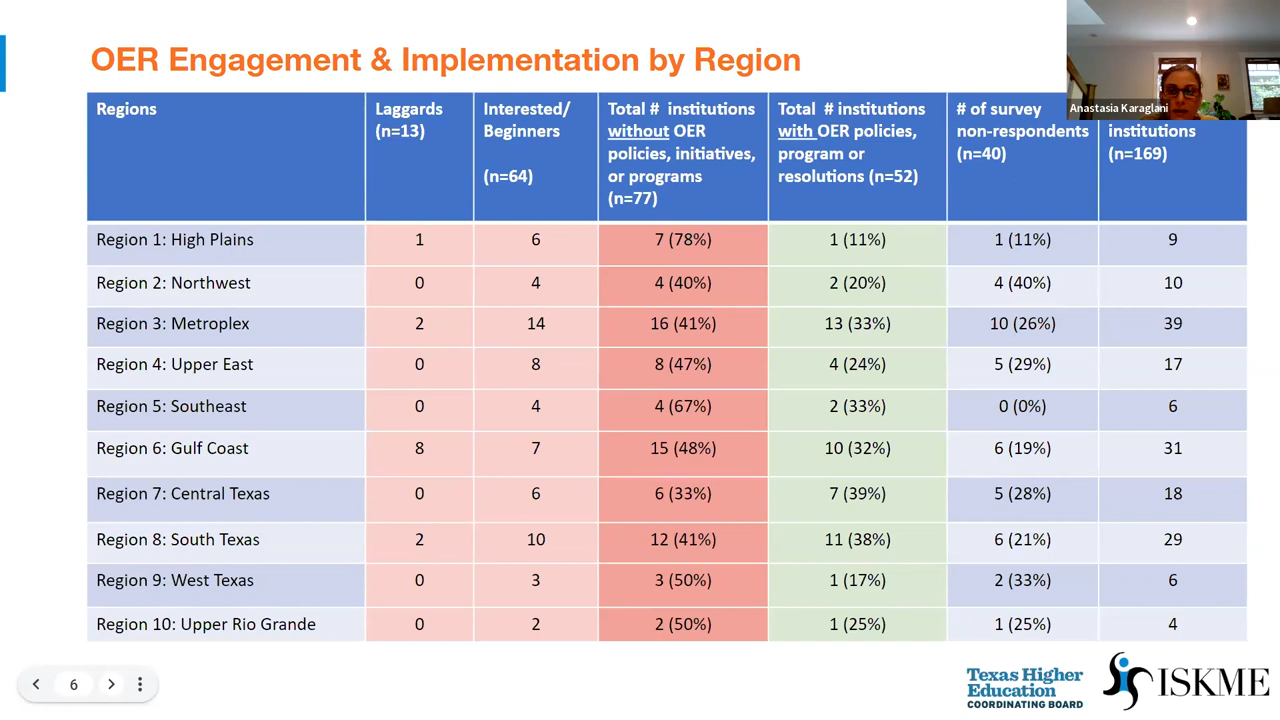 OER Engagement & Implementation by Region
Anastasia Karaglani
Regions
Laggards
(n=13)
Interested/
Beginners
(n=64)
Total # institutions
without OER
policies, initiatives,
or programs
(n=77)
Total # institutions
with OER policies,
program or
resolutions (n=52)
# of survey
non-respondents
(n=40)
institutions
(n=169)
Region 1: High Plains 1 6 7 (78%) 1 (11%) 1 (11%) 9
Region 2: Northwest 0 4 4 (40%) 2 (20%) 4 (40%) 10
Region 3: Metroplex 2 14 16 (41%) 13 (33%) 10 (26%) 39
Region 4: Upper East 0 8 8 (47%) 4 (24%) 5 (29%) 17
Region 5: Southeast 0 4 4 (67%) 2 (33%) 0 (0%) 6
Region 6: Gulf Coast 8 7 15 (48%) 10 (32%) 6 (19%) 31
Region 7: Central Texas 0 6 6 (33%) 7 (39%) 5 (28%) 18
Region 8: South Texas 2 10 12 (41%) 11 (38%) 6 (21%) 29
Region 9: West Texas 0 3 3 (50%) 1 (17%) 2 (33%) 6
Region 10: Upper Rio Grande 0 2 2 (50%) 1 (25%) 1 (25%) 4
6
Texas Higher
Education
COORDINATING BOARD
ISKME